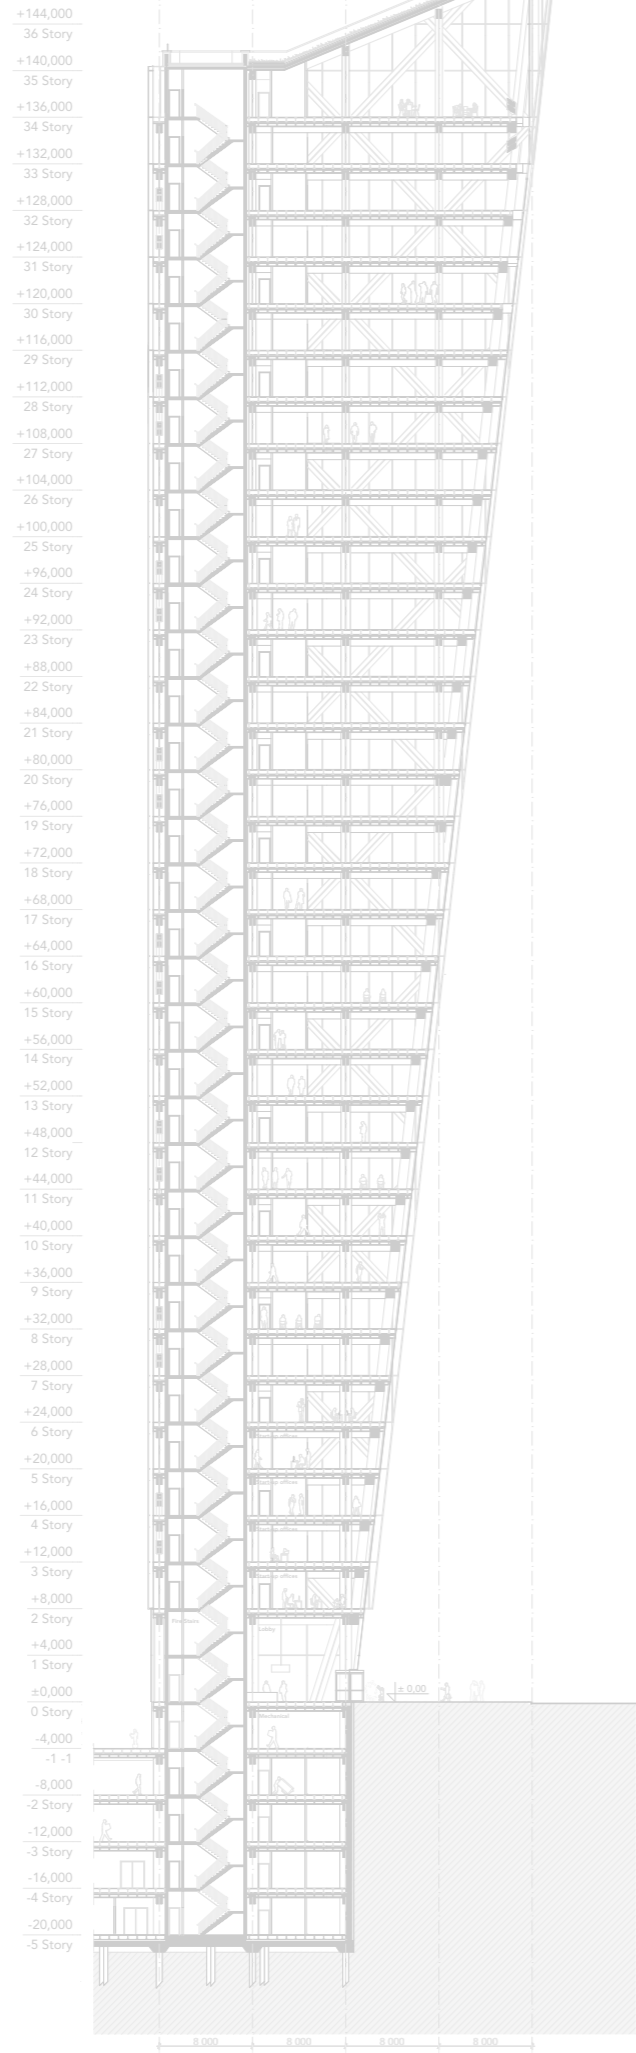 +144,000
36 Story
+140,000
35 Story
+136,000
34 Story
+132,000
33 Story
+128,000
32 Story
+124,000
31 Story
+120,000
30 Story
+116,000
29 Story
+112,000
28 Story
+108,000
27 Story
+104,000
26 Story
+100,000
25 Story
+96,000
24 Story
+92,000
23 Story
+88,000
22 Story
+84,000
21 Story
+80,000
20 Story
+76,000
19 Story
+72,000
18 Story
+68,000
17 Story
+64,000
16 Story
+60,000
15 Story
+56,000
14 Story
+52,000
13 Story
+48,000
12 Story
+44,000
11 Story
+40,000
10 Story
+36,000
9 Story
+32,000
8 Story
+28,000
7 Story
+24,000
6 Story
+20,000
5 Story
+16,000
4 Story
+12,000
3 Story
+8,000
2 Story
Lobby
+4,000
1 Story
±0,000
± 0,00
0 Story
Mechanical
-4,000
-1 -1
-8,000
-2 Story
-12,000
-3 Story
-16,000
-4 Story
-20,000
-5 Story
8 000 8 000 8 000 8 000